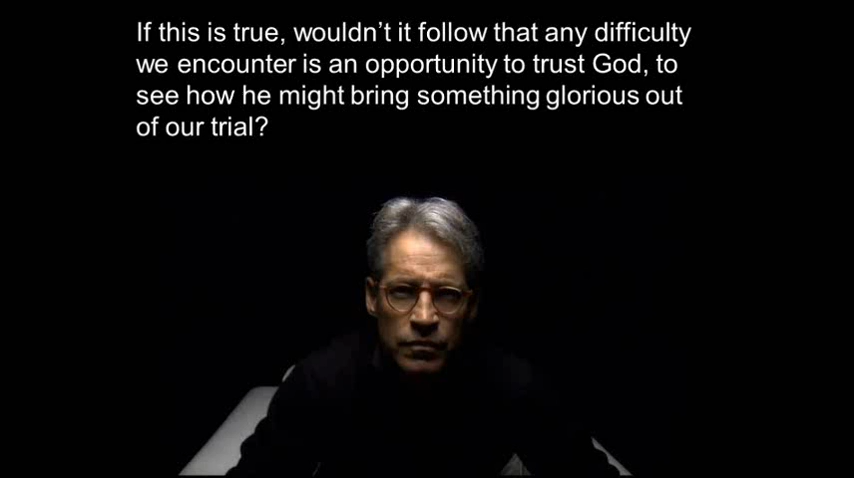 If this is true, wouldn’t it follow that any difficulty
we encounter is an opportunity to trust God, to
see how he might bring something glorious out
of our trial?